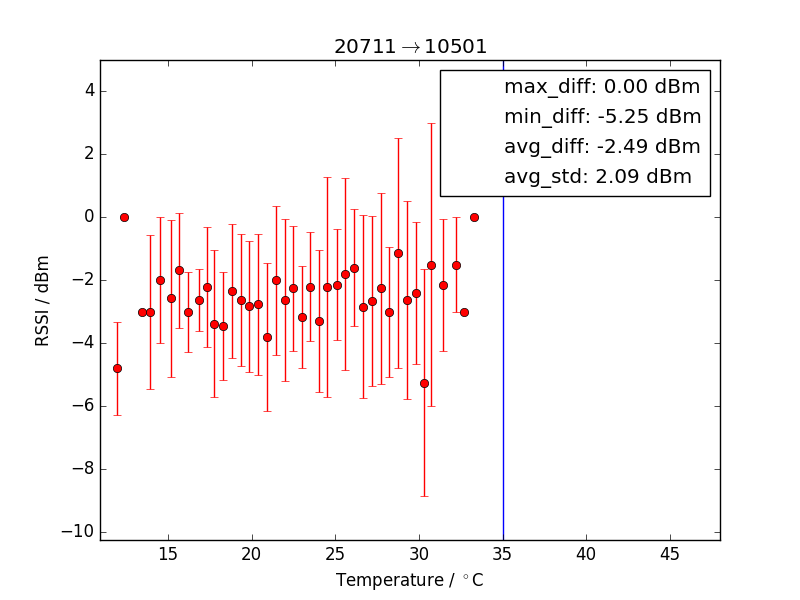 20711→10501
max_diff: 0.00 dBm
min_diff: -5.25 dBm
avg_diff: -2.49 dBm
avg_std: 2.09 dBm
4
2
0
−2
−4
−6
−8
−10
RSSI / dBm
15 20 25 30 35 40 45
Temperature / °C